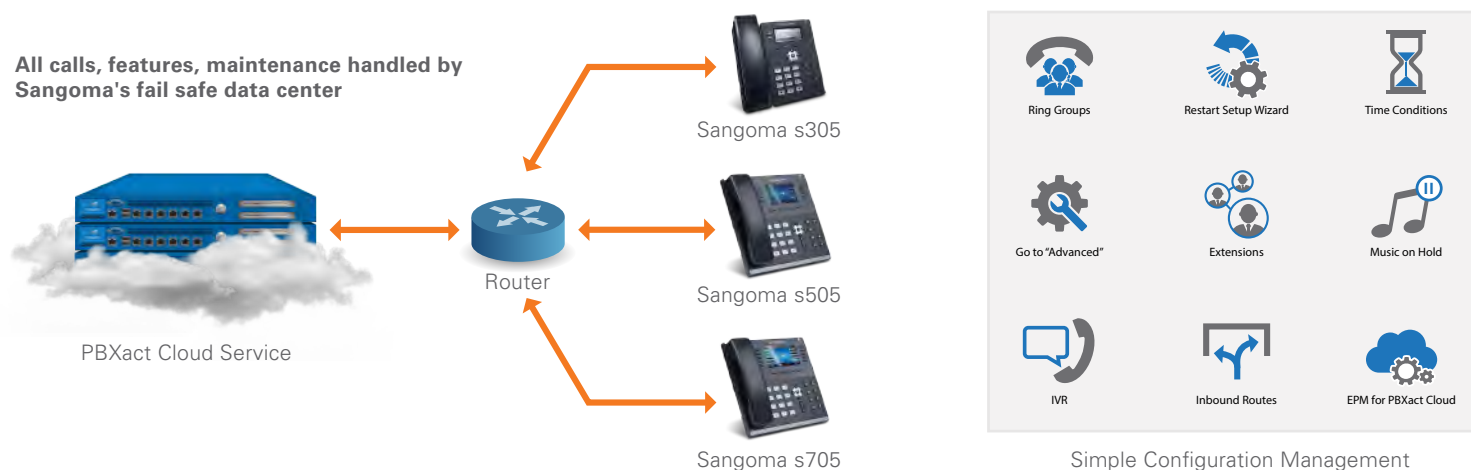 All calls, features, maintenance handled by
Sangoma's fail safe data center
PBXact Cloud Service
Router
Sangoma s305
Sangoma s505
Sangoma s705
Ring Groups
Restart Setup Wizard
Time Conditions
Go to “Advanced”
Extensions
Music on Hold
IVR
Inbound Routes
EPM for PBXact Cloud
Simple Configuration Management